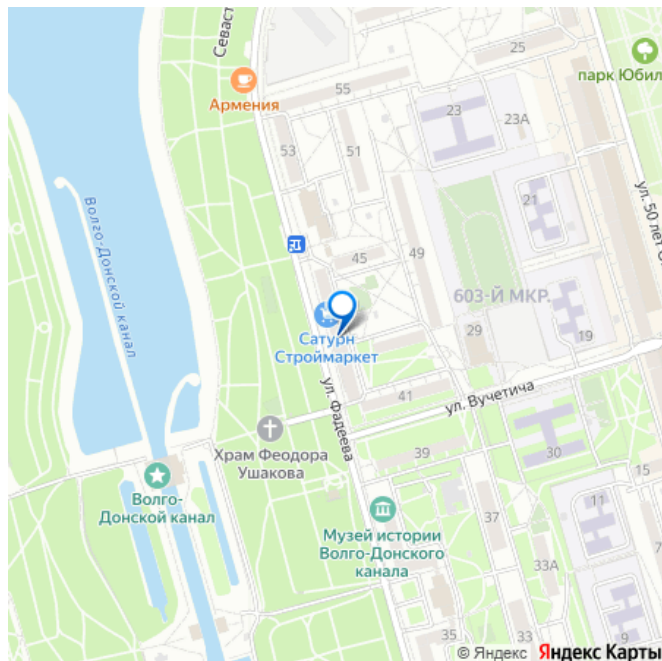 Севаст
25
парк Юбил
Армения
55
23
23А
53
51
21
ул. 50 лет О
Волго-Донской канал
45
49
603-Й МКР.
Сатурн
Строймаркет
29
19
ул. Вучетича
41
ул. Фадеева
Храм Феодора
Ушакова
39
30
15
Волго-
Донской канал
11
Музей истории
Волго-Донского
канала
37
7
33А
35
33
9
© Яндекс Яндекс Карты